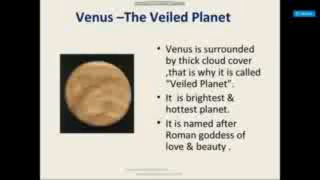 Venus –The Veiled Planet
• Venus is surrounded
by thick cloud cover
,that is why it is called
“Veiled Planet”.
• It is brightest &
hottest planet.
• It is named after
Roman goddess of
love & beauty .